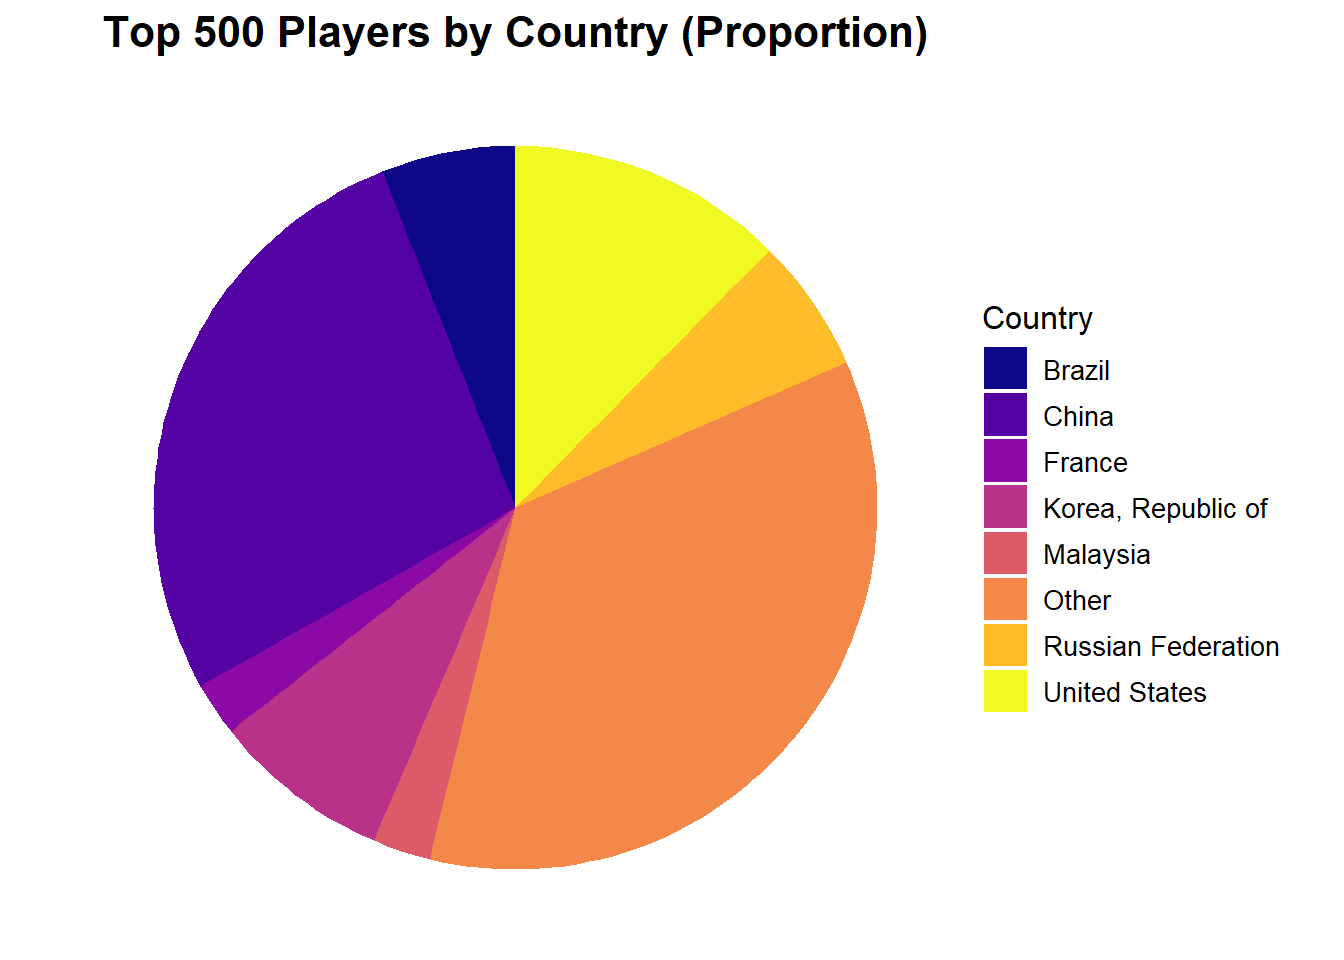 Top 500 Players by Country (Proportion)
Country
Brazil
China
France
Korea, Republic of
Malaysia
Other
Russian Federation
United States